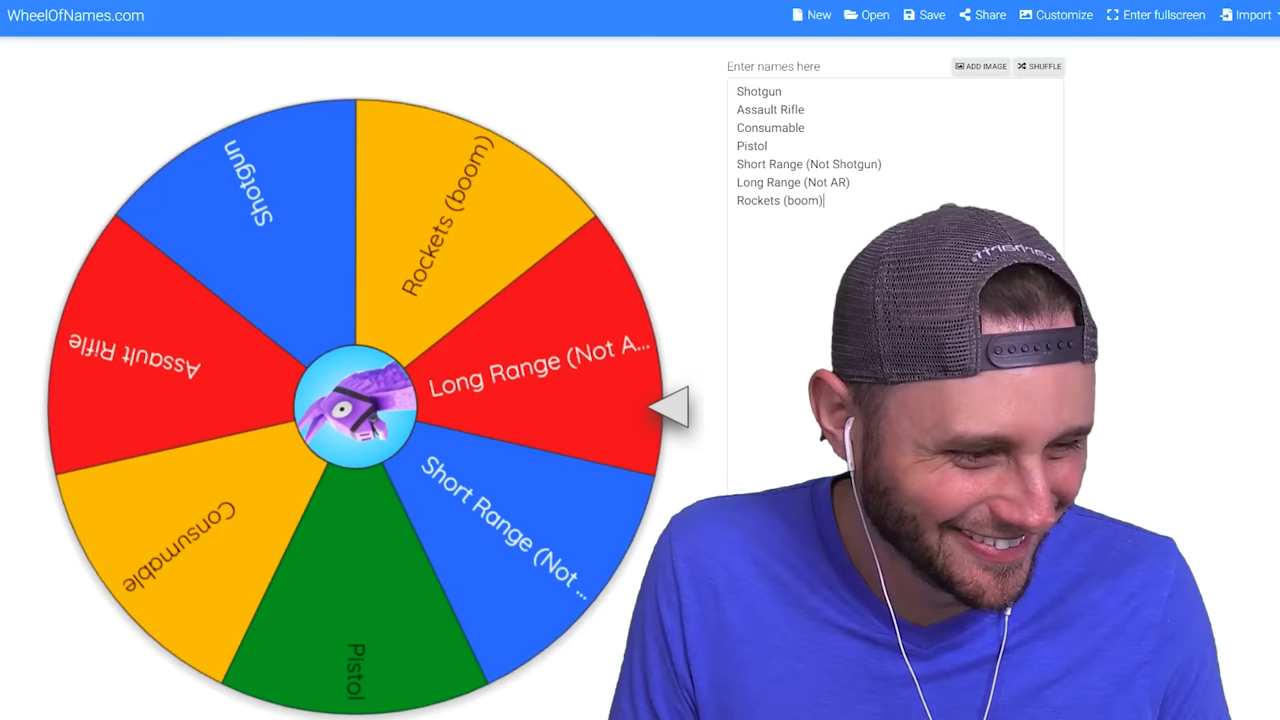 WheelOfNames.com
New
Open
Save
Share
Customize
Enter fullscreen
Import
Enter names here
ADD IMAGE
SHUFFLE
Shotgun
Assault Rifle
Consumable
Pistol
Short Range (Not Shotgun)
Long Range (Not AR)
Rockets (boom)
Shotgun
Rockets (boom)
Long Range (Not A...
Short Range (Not ...
Pistol
Consumable
Assault Rifle